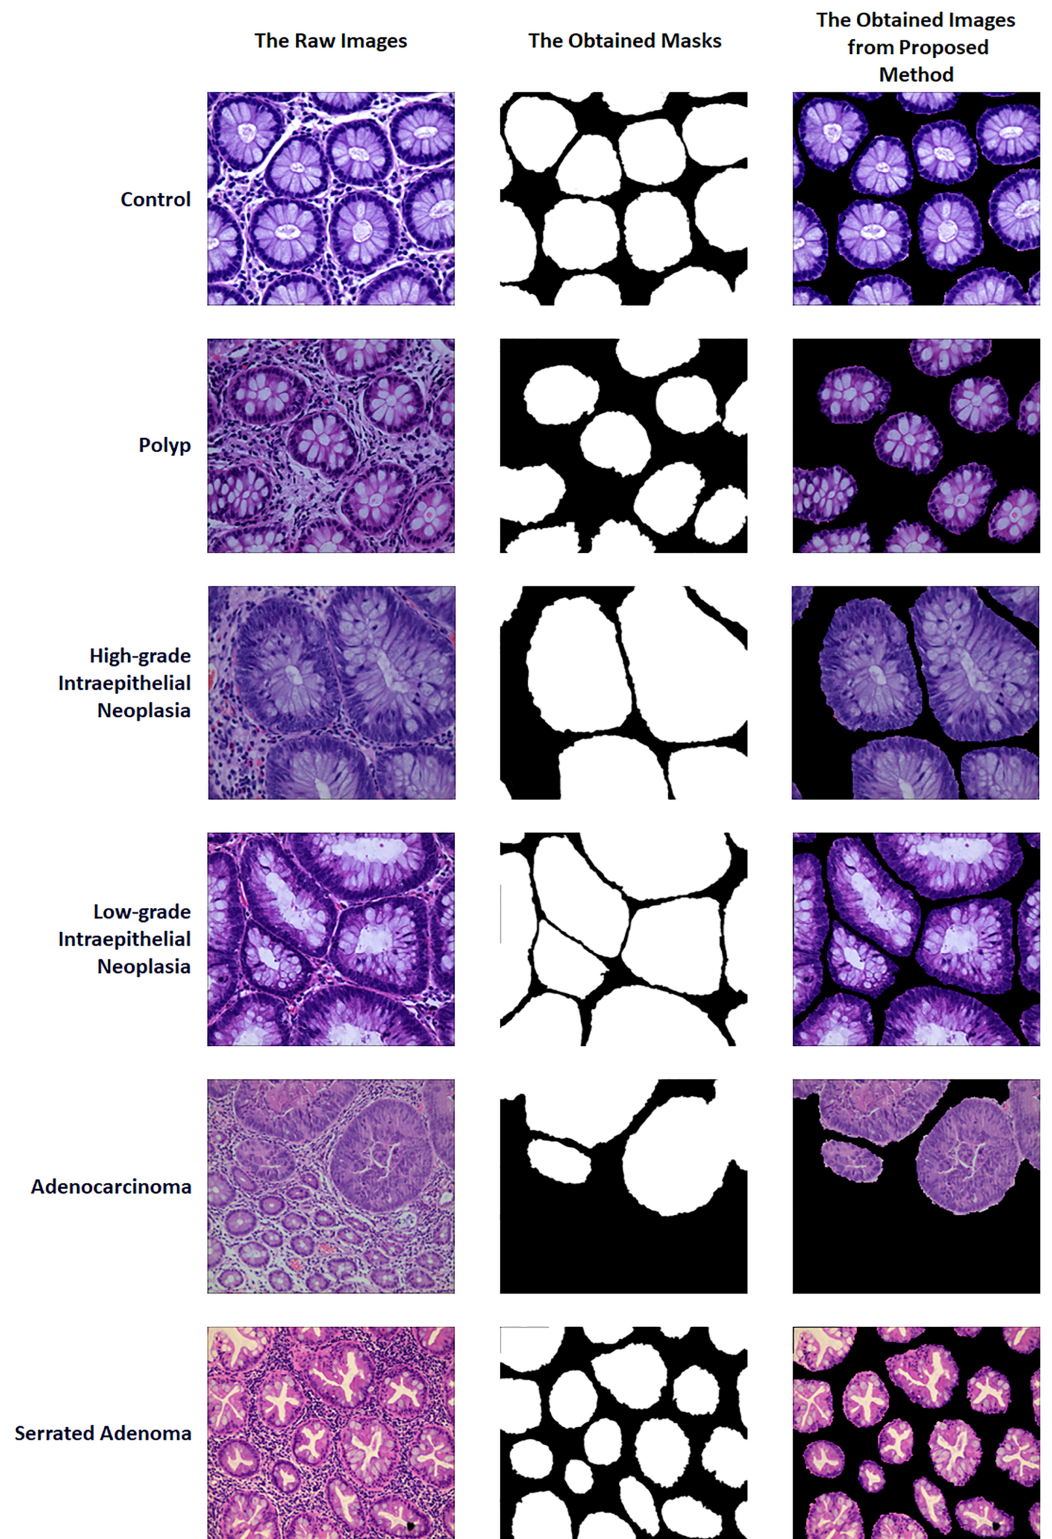 The Raw Images
The Obtained Masks
The Obtained Images
from Proposed
Method
Control
Polyp
High-grade
Intraepithelial
Neoplasia
Low-grade
Intraepithelial
Neoplasia
Adenocarcinoma
Serrated Adenoma